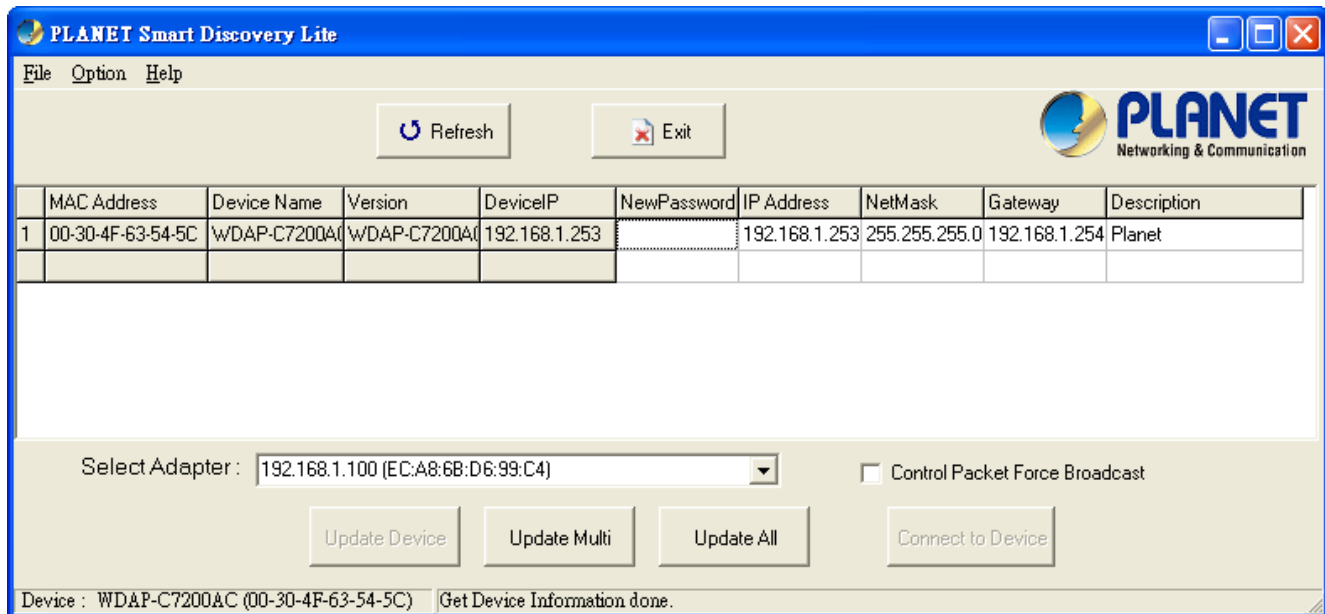 PLANET Smart Discovery Lite
File Option Help
Refresh Exit
PLANET
Networking & Communication
MAC Address Device Name Version DeviceIP NewPassword IP Address NetMask Gateway Description
1 00-30-4F-63-54-5C WDAP-C7200A WDAP-C7200A 192.168.1.253 192.168.1.253 255.255.255.0 192.168.1.254 Planet
Select Adapter : 192.168.1.100 (EC:A8:6B:D6:99:C4) Control Packet Force Broadcast
Update Device Update Multi Update All Connect to Device
Device : WDAP-C7200AC (00-30-4F-63-54-5C) Get Device Information done.